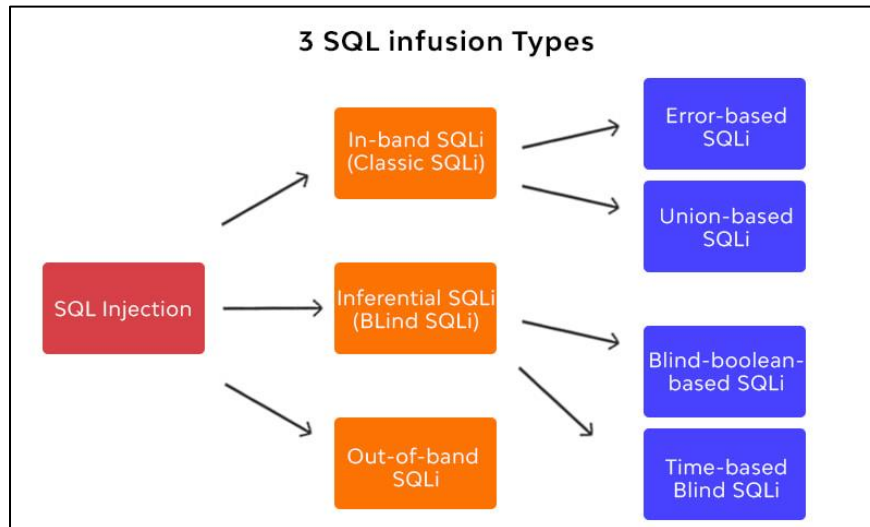 3 SQL infusion Types
In-band SQLi
(Classic SQLi)
Error-based
SQLi
Union-based
SQLi
SQL Injection
Inferential SQLi
(BLind SQLi)
Blind-boolean-
based SQLi
Out-of-band
SQLi
Time-based
Blind SQLi